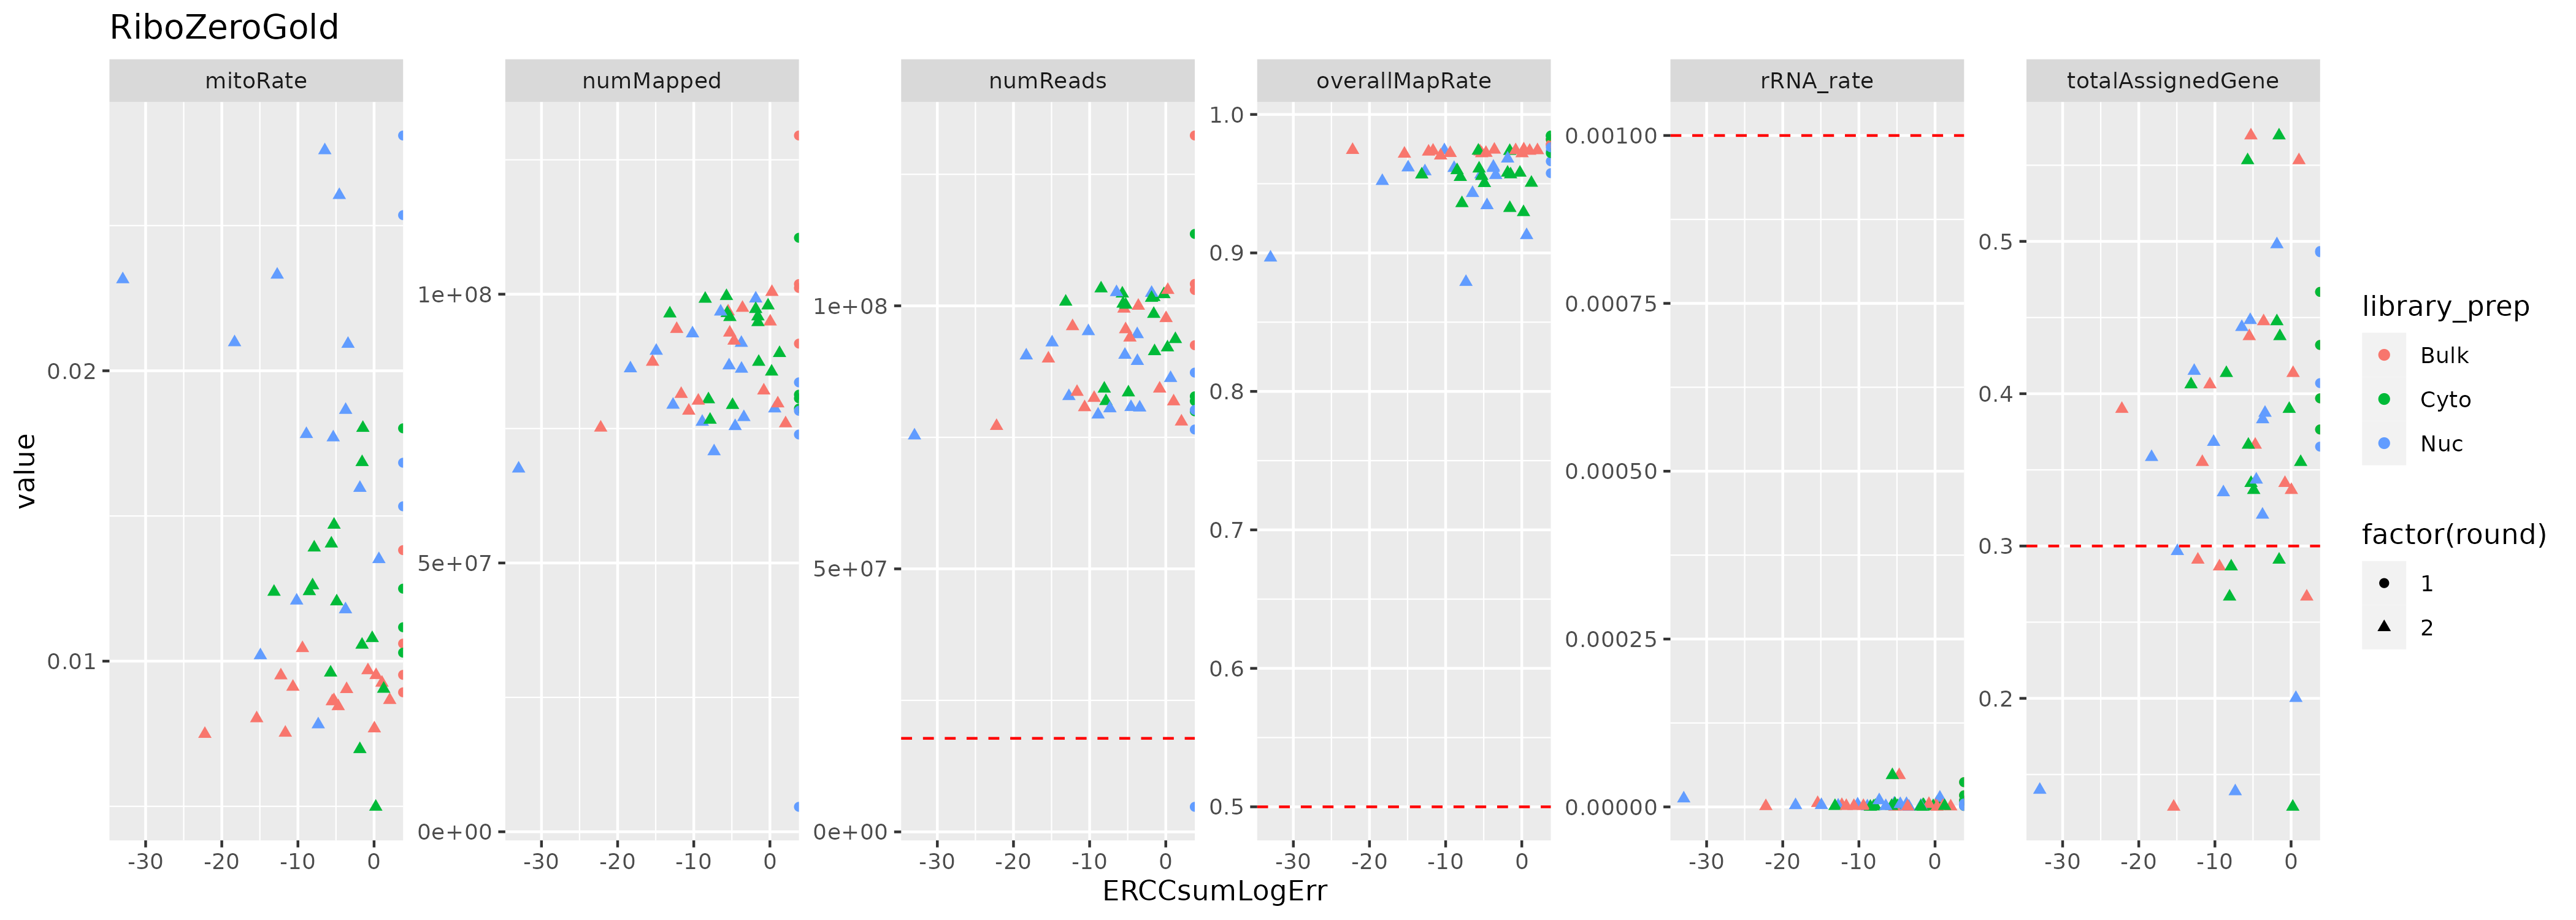 RiboZeroGold
mitoRate numMapped numReads overallMapRate rRNA_rate totalAssignedGene
value
0.02
0.01
1e+08
5e+07
0e+00
1e+08
5e+07
0e+00
1.0
0.9
0.8
0.7
0.6
0.5
0.00100
0.00075
0.00050
0.00025
0.00000
0.5
0.4
0.3
0.2
-30 -20 -10 0 -30 -20 -10 0 -30 -20 -10 0 -30 -20 -10 0 -30 -20 -10 0 -30 -20 -10 0
ERCCsumLogErr
library_prep
Bulk
Cyto
Nuc
factor(round)
1
2